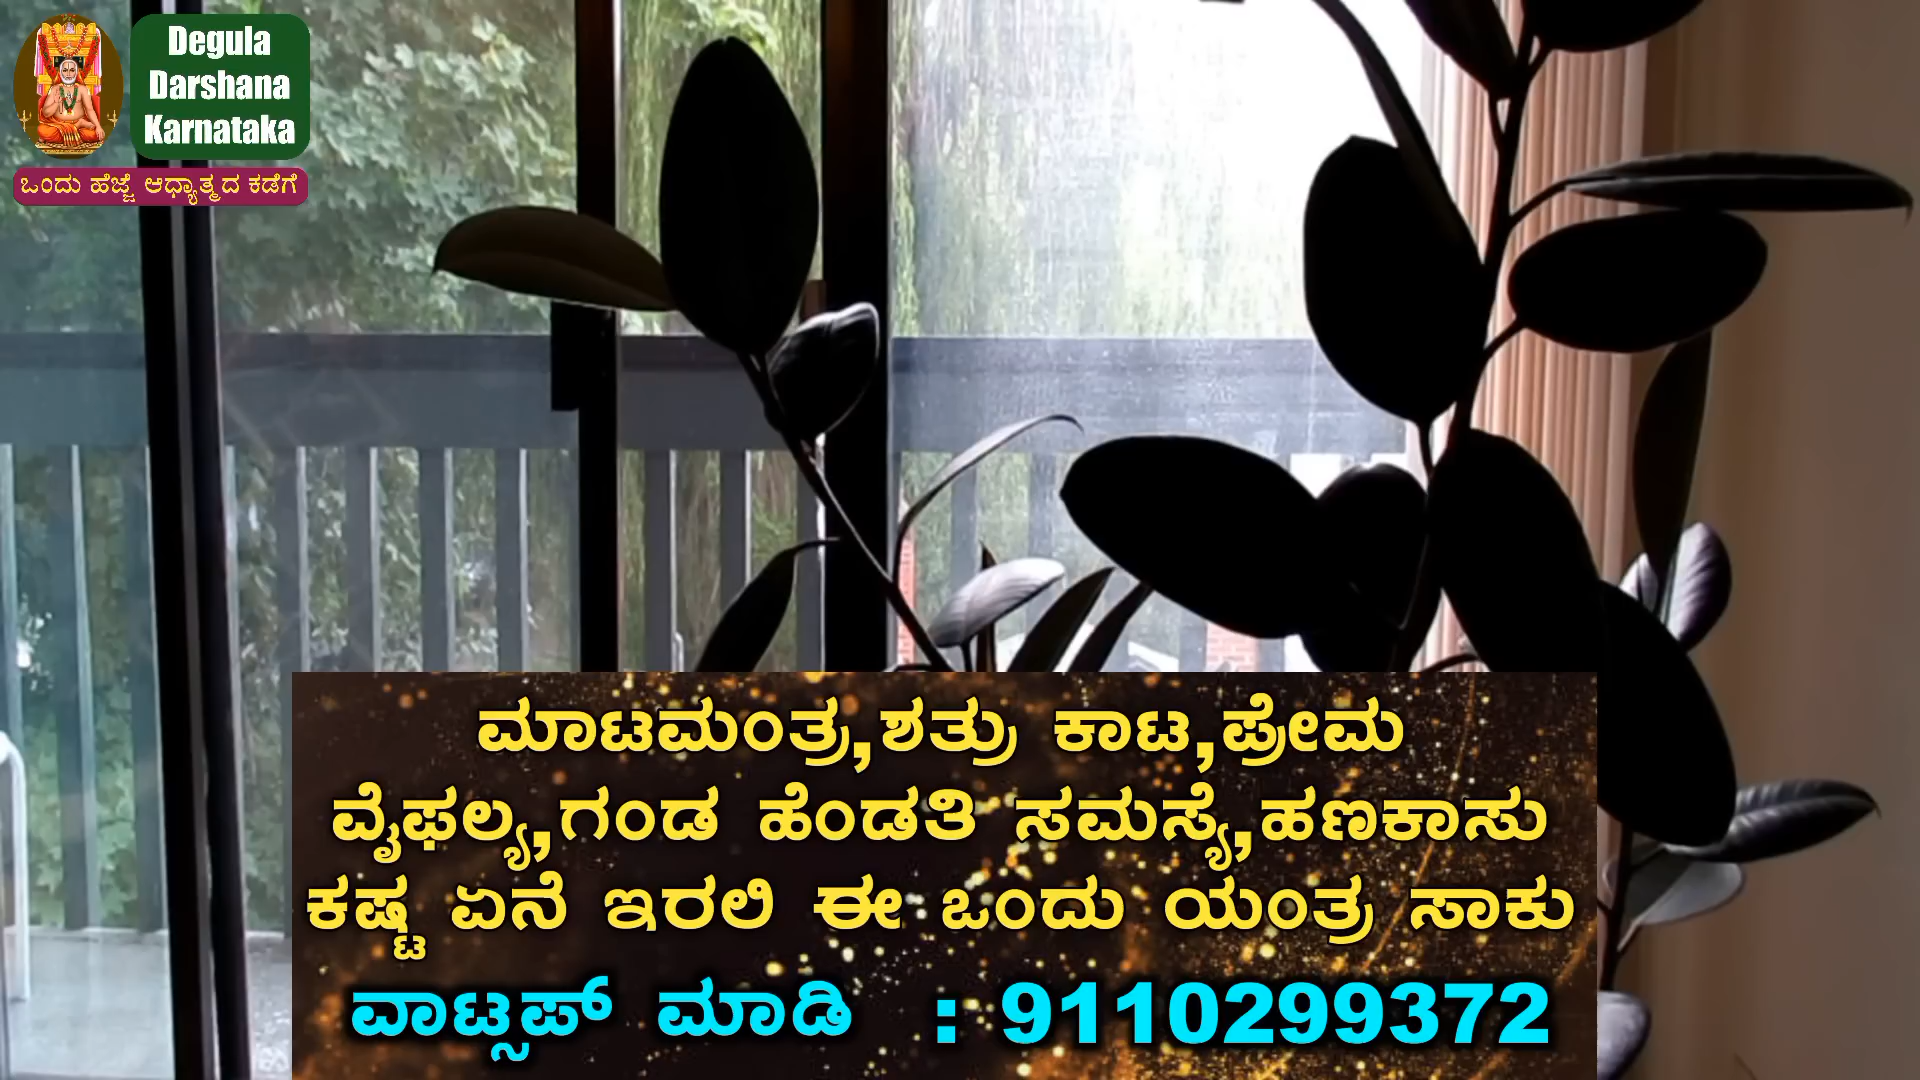 Degula
Darshana
Karnataka
ಒಂದು ಹೆಜ್ಜೆ ಆಧ್ಯಾತ್ಮದ ಕಡೆಗೆ
ಮಾಟಮಂತ್ರ,ಶತ್ರು ಕಾಟ,ಪ್ರೇಮ
ವೈಫಲ್ಯ,ಗಂಡ ಹೆಂಡತಿ ಸಮಸ್ಯೆ,ಹಣಕಾಸು
ಕಷ್ಟ ಏನೆ ಇರಲಿ ಈ ಒಂದು ಯಂತ್ರ ಸಾಕು
ವಾಟ್ಸಪ್ ಮಾಡಿ : 9110299372